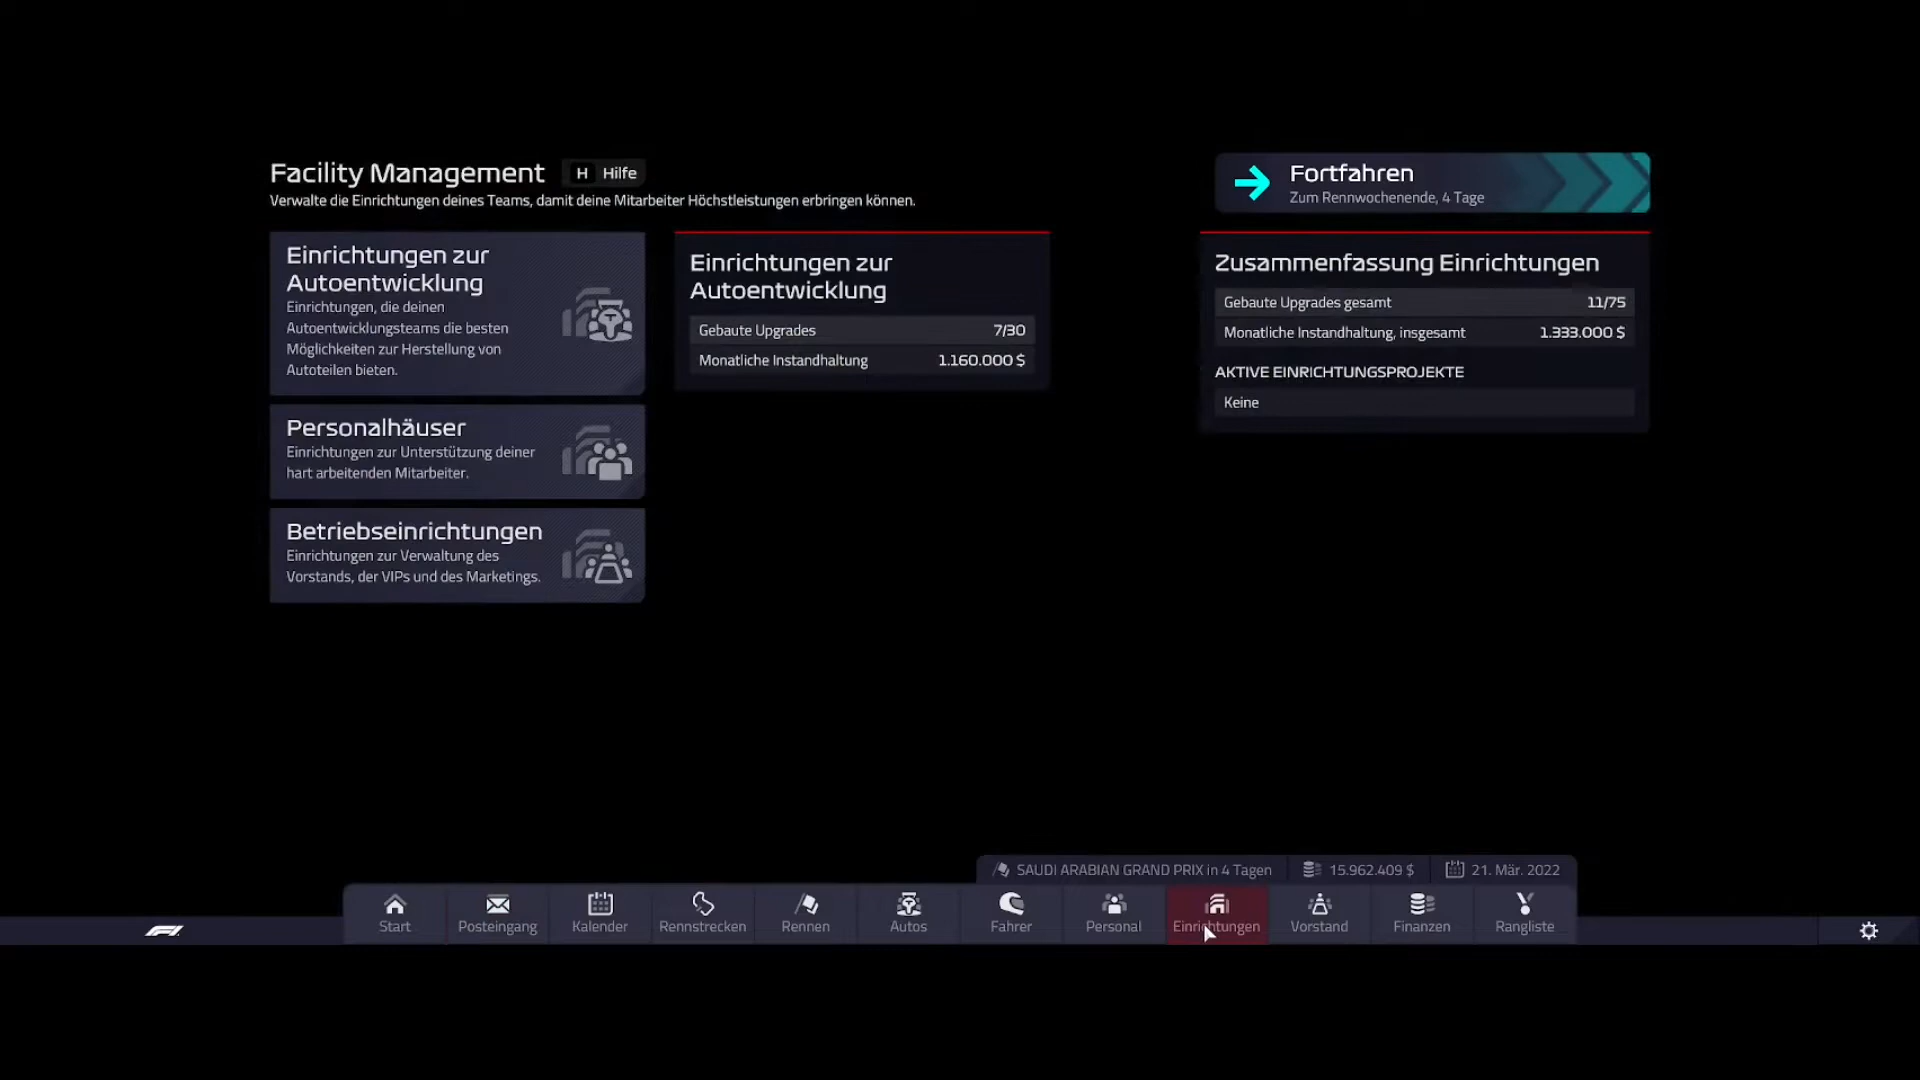 Facility Management
H Hilfe
Verwalte die Einrichtungen deines Teams, damit deine Mitarbeiter Höchstleistungen erbringen können.
Fortfahren
Zum Rennwochenende, 4 Tage
Einrichtungen zur
Autoentwicklung
Einrichtungen, die deinen
Autoentwicklungsteams die besten
Möglichkeiten zur Herstellung von
Autoteilen bieten.
Personalhäuser
Einrichtungen zur Unterstützung deiner
hart arbeitenden Mitarbeiter.
Betriebseinrichtungen
Einrichtungen zur Verwaltung des
Vorstands, der VIPs und des Marketings.
Einrichtungen zur
Autoentwicklung
Gebaute Upgrades 7/30
Monatliche Instandhaltung 1.160.000 $
Zusammenfassung Einrichtungen
Gebaute Upgrades gesamt 11/75
Monatliche Instandhaltung, insgesamt 1.333.000 $
AKTIVE EINRICHTUNGSPROJEKTE
Keine
SAUDI ARABIAN GRAND PRIX in 4 Tagen 15.962.409 $ 21. Mär. 2022
F1 Start Posteingang Kalender Rennstrecken Rennen Autos Fahrer Personal Einrichtungen Vorstand Finanzen Rangliste